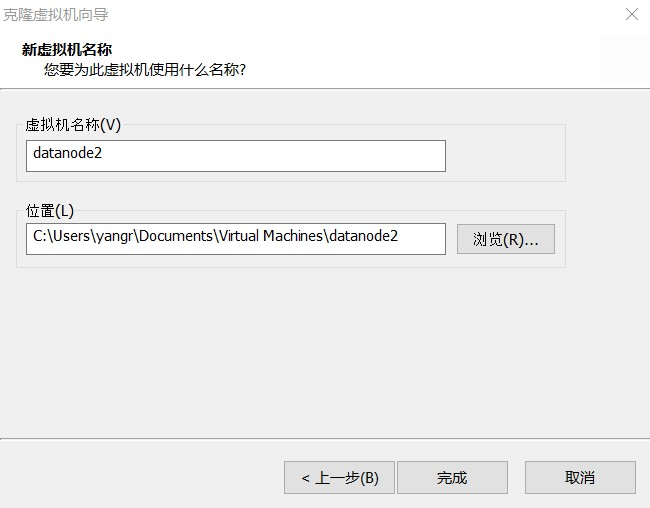 克隆虚拟机向导
新虚拟机名称
您要为此虚拟机使用什么名称?
虚拟机名称(V)
datanode2
位置(L)
C:\Users\yangr\Documents\Virtual Machines\datanode2
浏览(R)...
< 上一步(B)
完成
取消